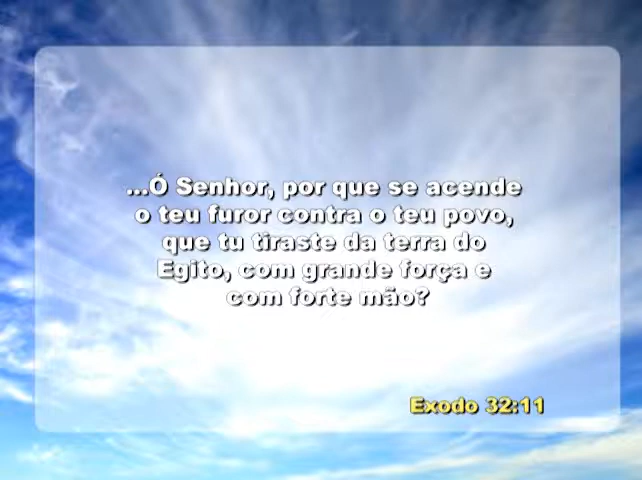 ...Ó Senhor, por que se acende
o teu furor contra o teu povo,
que tu tiraste da terra do
Egito, com grande força e
com forte mão?
Exodo 32:11